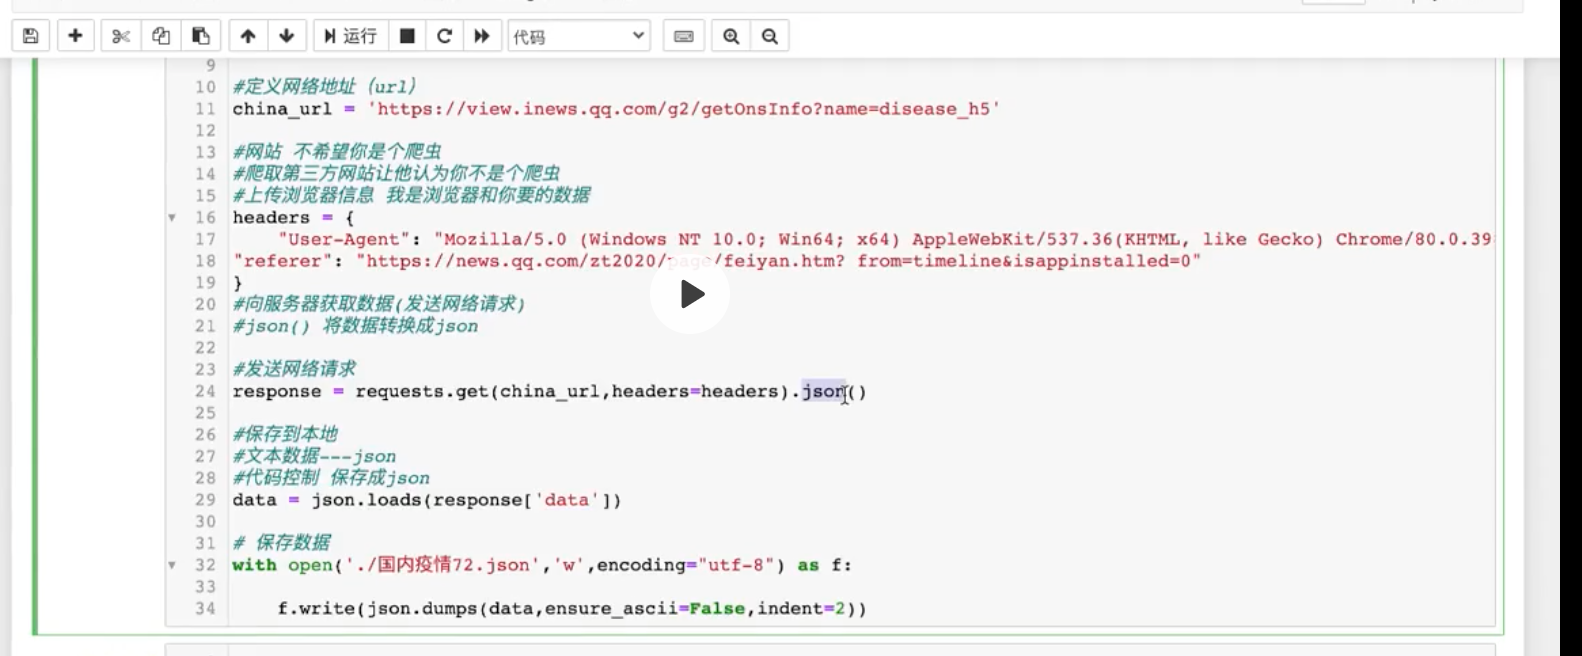 运行
代码
9
10 #定义网络地址（url）
11 china_url = 'https://view.inews.qq.com/g2/getOnsInfo?name=disease_h5'
12
13 #网站 不希望你是个爬虫
14 #爬取第三方网站让他认为你不是个爬虫
15 #上传浏览器信息 我是浏览器和你要的数据
16 headers = {
17     "User-Agent": "Mozilla/5.0 (Windows NT 10.0; Win64; x64) AppleWebKit/537.36(KHTML, like Gecko) Chrome/80.0.39
18 "referer": "https://news.qq.com/zt2020/page/feiyan.htm? from=timeline&isappinstalled=0"
19 }
20 #向服务器获取数据(发送网络请求)
21 #json() 将数据转换成json
22
23 #发送网络请求
24 response = requests.get(china_url,headers=headers).json()
25
26 #保存到本地
27 #文本数据---json
28 #代码控制 保存成json
29 data = json.loads(response['data'])
30
31 # 保存数据
32 with open('./国内疫情72.json','w',encoding="utf-8") as f:
33
34     f.write(json.dumps(data,ensure_ascii=False,indent=2))